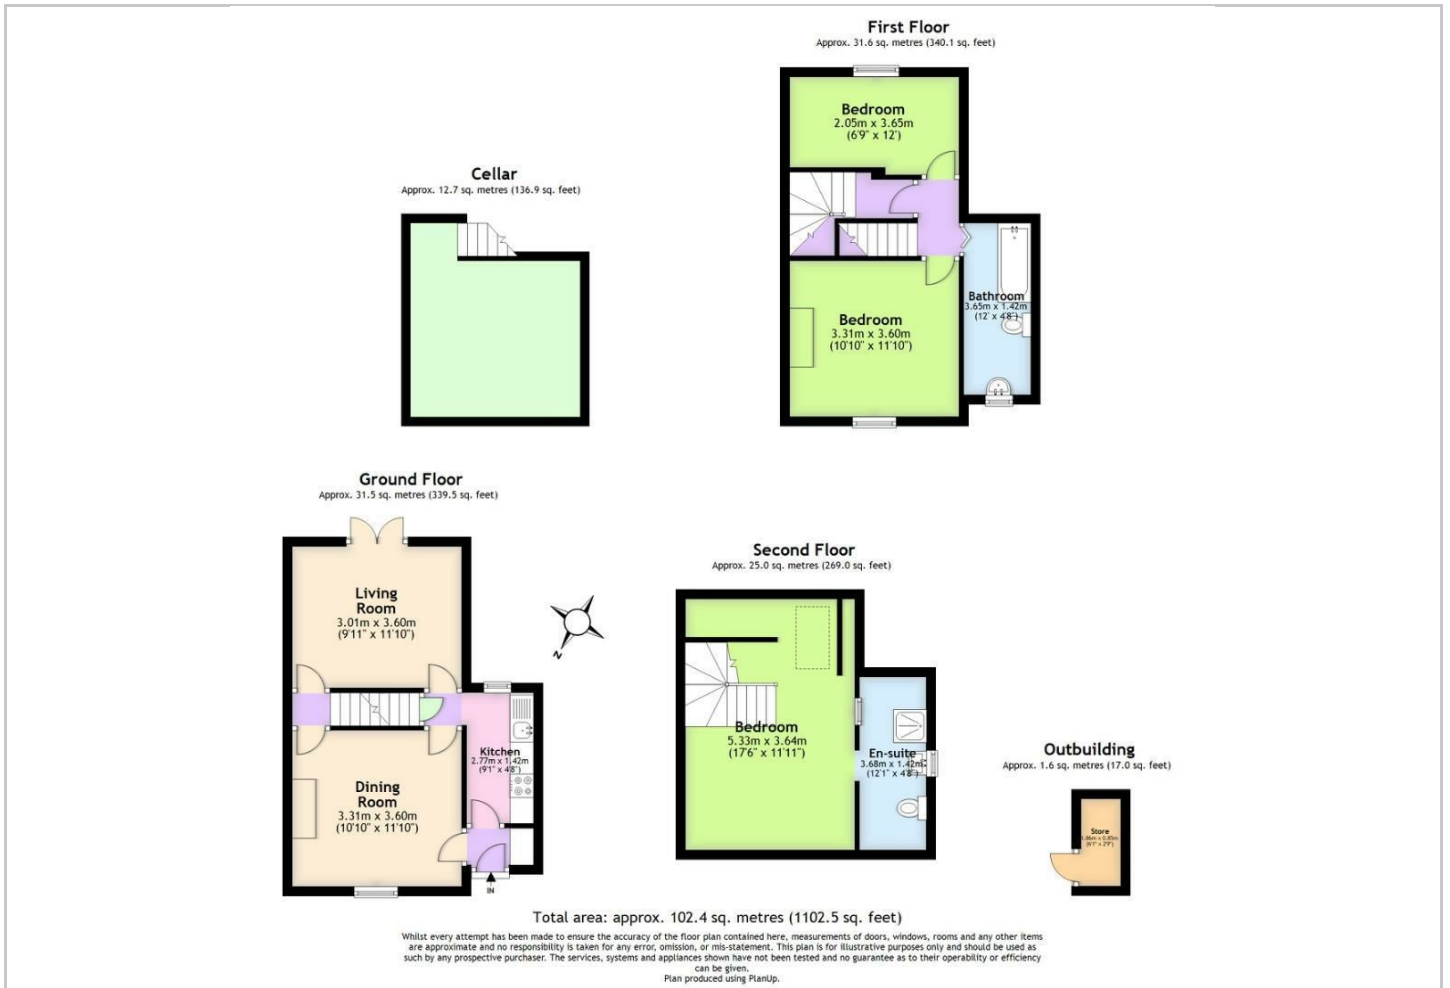 First Floor
Approx. 31.6 sq. metres (340.1 sq. feet)
Bedroom
2.05m x 3.65m
(6'9" x 12')
Bedroom
3.31m x 3.60m
(10'10" x 11'10")
Bathroom
3.65m x 1.42m
(12' x 4'8")
Cellar
Approx. 12.7 sq. metres (136.9 sq. feet)
Ground Floor
Approx. 31.5 sq. metres (339.5 sq. feet)
Living
Room
3.01m x 3.60m
(9'11" x 11'10")
Kitchen
2.77m x 1.42m
(9'1" x 4'8")
Dining
Room
3.31m x 3.60m
(10'10" x 11'10")
IN
N
Second Floor
Approx. 25.0 sq. metres (269.0 sq. feet)
Bedroom
5.33m x 3.64m
(17'6" x 11'11")
En-suite
3.68m x 1.42m
(12'1" x 4'8")
Outbuilding
Approx. 1.6 sq. metres (17.0 sq. feet)
Store
1.86m x 0.85m
(6'1" x 2'9")
Total area: approx. 102.4 sq. metres (1102.5 sq. feet)
Whilst every attempt has been made to ensure the accuracy of the floor plan contained here, measurements of doors, windows, rooms and any other items
are approximate and no responsibility is taken for any error, omission, or mis-statement. This plan is for illustrative purposes only and should be used as
such by any prospective purchaser. The services, systems and appliances shown have not been tested and no guarantee as to their operability or efficiency
can be given.
Plan produced using PlanUp.